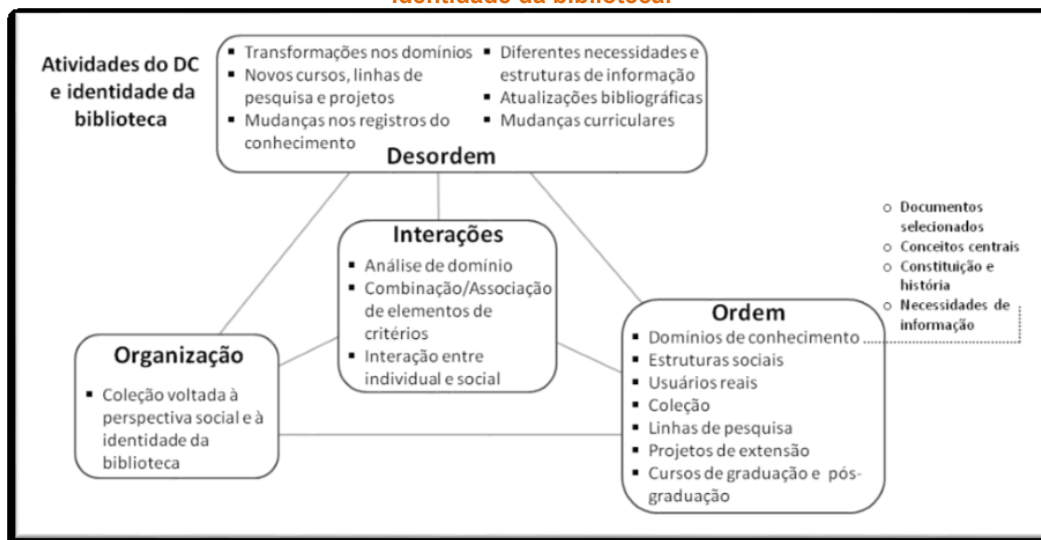 identidade da biblioteca.
Atividades do DC
e identidade da
biblioteca
▪ Transformações nos domínios
▪ Novos cursos, linhas de
pesquisa e projetos
▪ Mudanças nos registros do
conhecimento
▪ Diferentes necessidades e
estruturas de informação
▪ Atualizações bibliográficas
▪ Mudanças curriculares
Desordem
Interações
▪ Análise de domínio
▪ Combinação/Associação
de elementos de
critérios
▪ Interação entre
individual e social
Organização
▪ Coleção voltada à
perspectiva social e à
identidade da
biblioteca
Ordem
▪ Domínios de conhecimento
▪ Estruturas sociais
▪ Usuários reais
▪ Coleção
▪ Linhas de pesquisa
▪ Projetos de extensão
▪ Cursos de graduação e pós-
graduação
o Documentos
selecionados
o Conceitos centrais
o Constituição e
história
o Necessidades de
informação